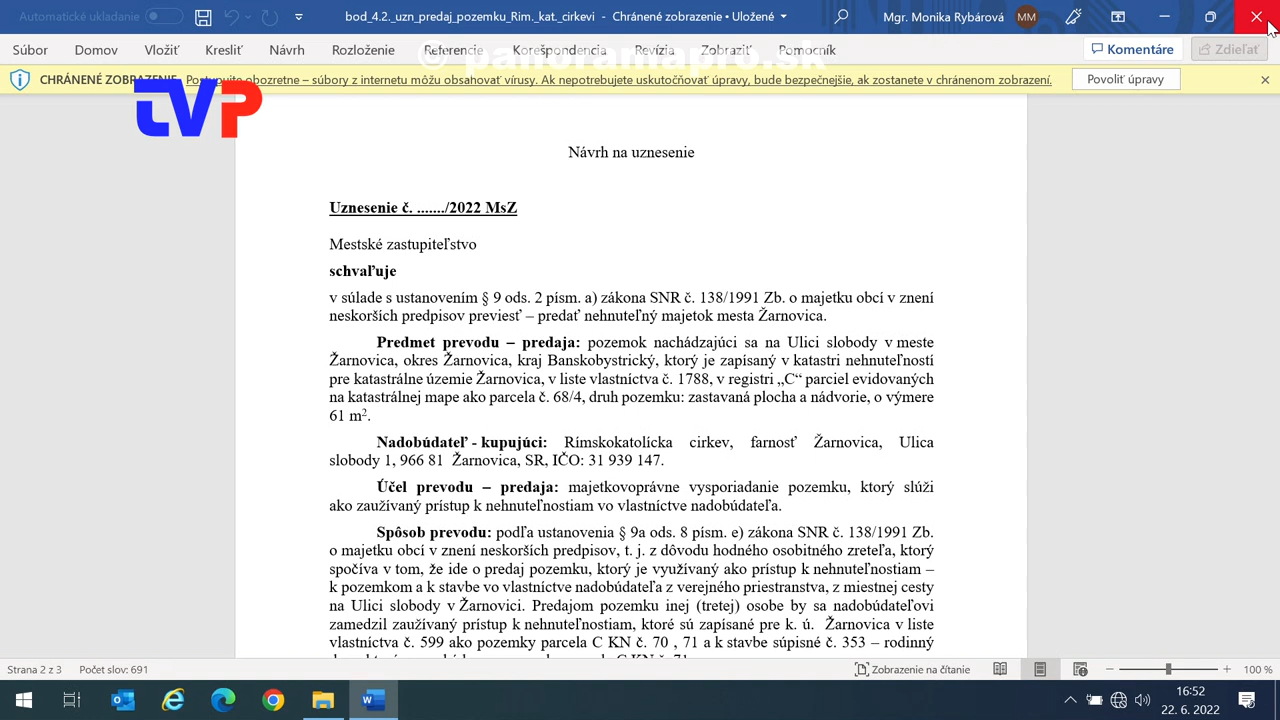 Automatické ukladanie
bod_4.2._uzn_predaj_pozemku_Rim._kat._cirkevi - Chránené zobrazenie • Uložené
Mgr. Monika Rybárová
MM
Súbor Domov Vložiť Kresliť Návrh Rozloženie Referencie Korešpondencia Revízia Zobraziť Pomocník
Komentáre
Zdieľať
© panoramapro.sk
CHRÁNENÉ ZOBRAZENIE Postupujte obozretne – súbory z internetu môžu obsahovať vírusy. Ak nepotrebujete uskutočňovať úpravy, bude bezpečnejšie, ak zostanete v chránenom zobrazení.
Povoliť úpravy
TVP
Návrh na uznesenie
Uznesenie č. ......./2022 MsZ
Mestské zastupiteľstvo
schvaľuje
v súlade s ustanovením § 9 ods. 2 písm. a) zákona SNR č. 138/1991 Zb. o majetku obcí v znení
neskorších predpisov previesť – predať nehnuteľný majetok mesta Žarnovica.
Predmet prevodu – predaja: pozemok nachádzajúci sa na Ulici slobody v meste
Žarnovica, okres Žarnovica, kraj Banskobystrický, ktorý je zapísaný v katastri nehnuteľností
pre katastrálne územie Žarnovica, v liste vlastníctva č. 1788, v registri „C“ parciel evidovaných
na katastrálnej mape ako parcela č. 68/4, druh pozemku: zastavaná plocha a nádvorie, o výmere
61 m².
Nadobúdateľ - kupujúci: Rímskokatolícka cirkev, farnosť Žarnovica, Ulica
slobody 1, 966 81 Žarnovica, SR, IČO: 31 939 147.
Účel prevodu – predaja: majetkovoprávne vysporiadanie pozemku, ktorý slúži
ako zaužívaný prístup k nehnuteľnostiam vo vlastníctve nadobúdateľa.
Spôsob prevodu: podľa ustanovenia § 9a ods. 8 písm. e) zákona SNR č. 138/1991 Zb.
o majetku obcí v znení neskorších predpisov, t. j. z dôvodu hodného osobitného zreteľa, ktorý
spočíva v tom, že ide o predaj pozemku, ktorý je využívaný ako prístup k nehnuteľnostiam –
k pozemkom a k stavbe vo vlastníctve nadobúdateľa z verejného priestranstva, z miestnej cesty
na Ulici slobody v Žarnovici. Predajom pozemku inej (tretej) osobe by sa nadobúdateľovi
zamedzil zaužívaný prístup k nehnuteľnostiam, ktoré sú zapísané pre k. ú. Žarnovica v liste
vlastníctva č. 599 ako pozemky parcela C KN č. 70 , 71 a k stavbe súpisné č. 353 – rodinný
Strana 2 z 3
Počet slov: 691
Zobrazenie na čítanie
100 %
16:52
22. 6. 2022